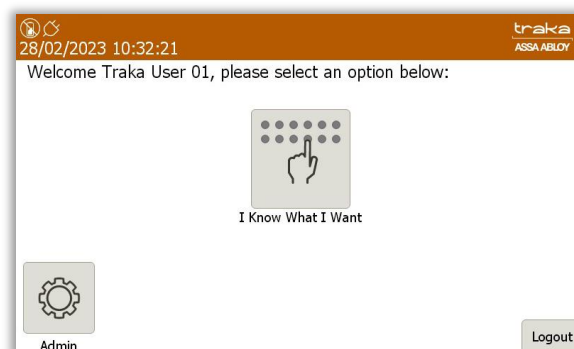 traka
28/02/2023 10:32:21
ASSA ABLOY
Welcome Traka User 01, please select an option below:
I Know What I Want
Admin
Logout